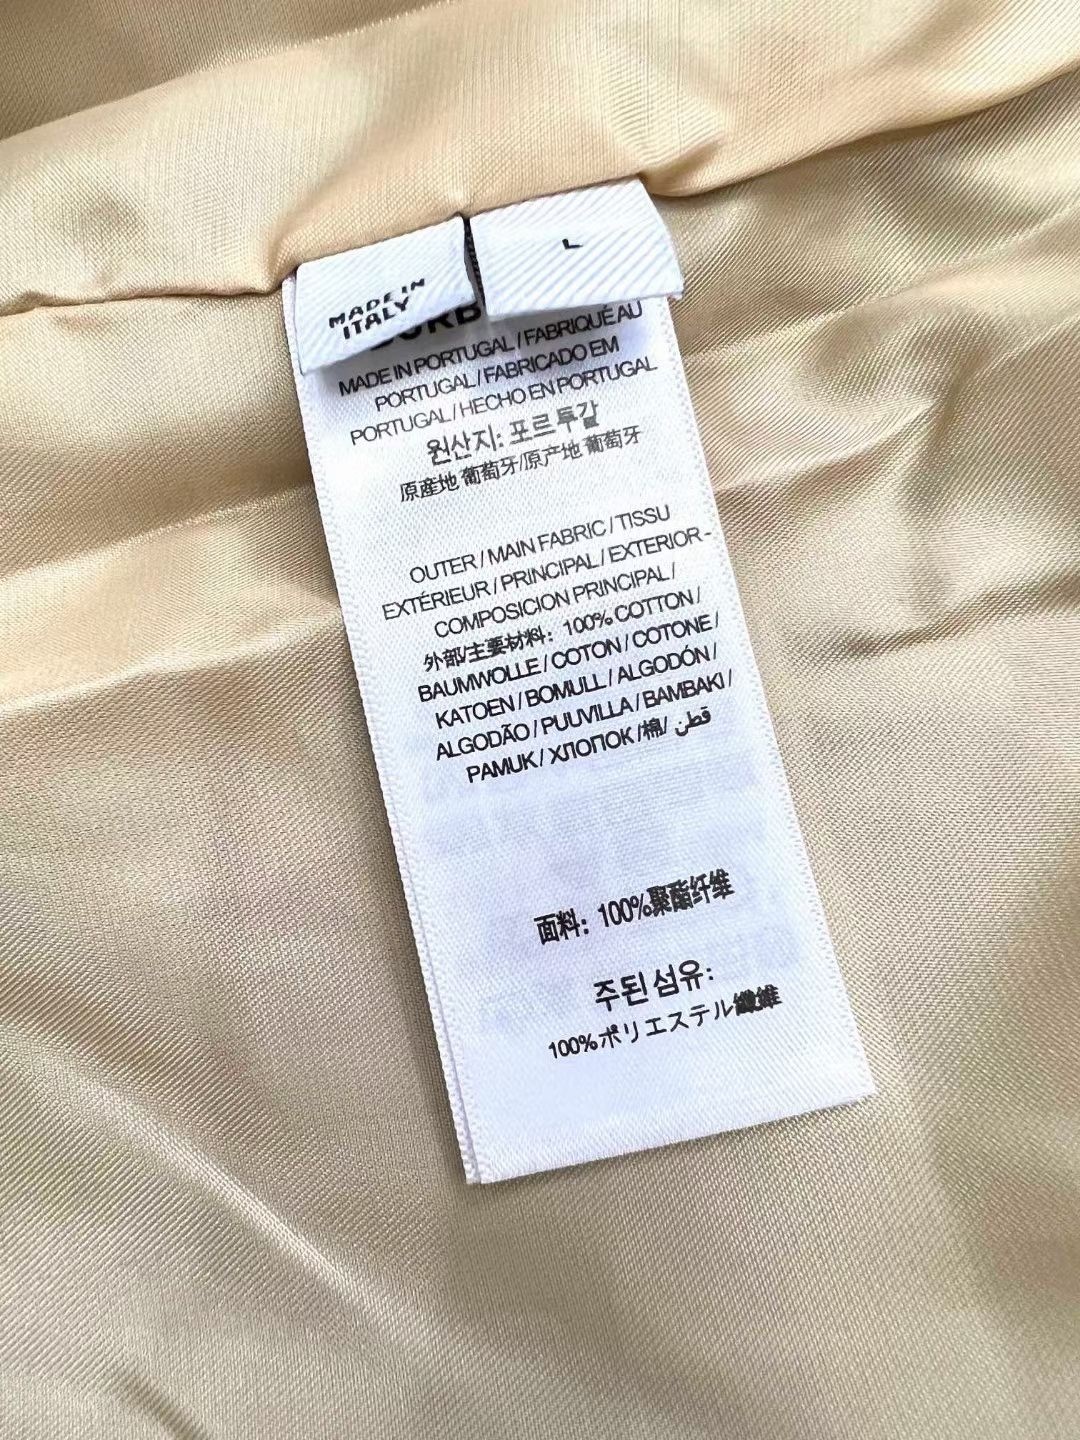 MADE IN
ITALY
L
MADE IN PORTUGAL / FABRIQUÉ AU
PORTUGAL / FABRICADO EM
PORTUGAL / HECHO EN PORTUGAL
원산지: 포르투갈
原産地 葡萄牙/原产地 葡萄牙
OUTER / MAIN FABRIC / TISSU
EXTÉRIEUR / PRINCIPAL / EXTERIOR -
COMPOSICION PRINCIPAL /
外部/主要材料: 100% COTTON /
BAUMWOLLE / COTON / COTONE /
KATOEN / BOMULL / ALGODÓN /
ALGODÃO / PUUVILLA / BAMBAKI /
PAMUK / ХЛОПОК /棉/ قطن
面料: 100%聚酯纤维
주된 섬유:
100%ポリエステル繊維